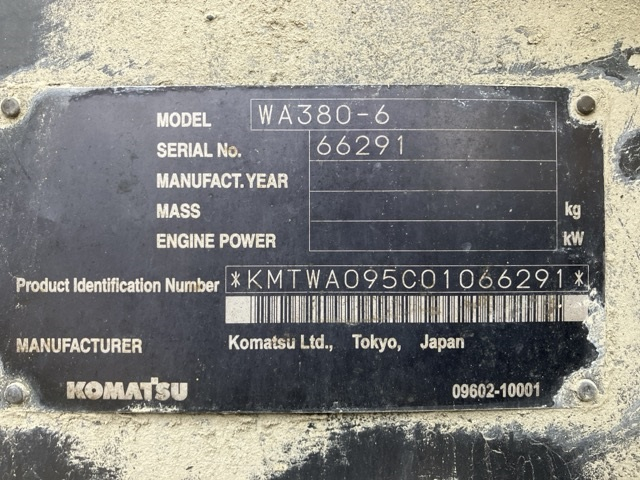 MODEL WA380-6
SERIAL No. 66291
MANUFACT. YEAR
MASS kg
ENGINE POWER kW
Product Identification Number *KMTWA095C01066291*
MANUFACTURER Komatsu Ltd., Tokyo, Japan
KOMATSU 09602-10001